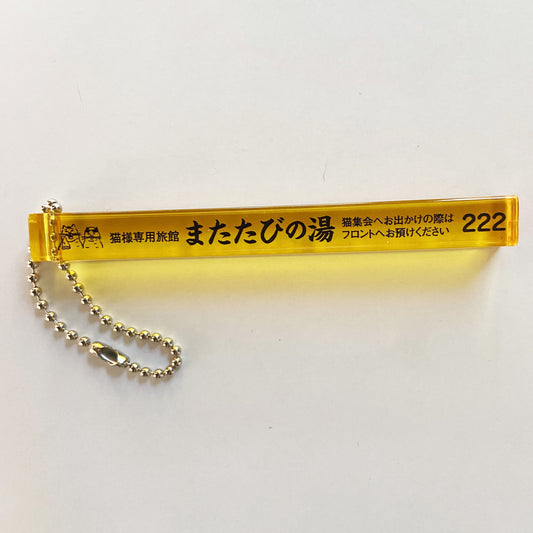 猫様専用旅館
またたびの湯
猫集会へお出かけの際は
フロントへお預けください
222